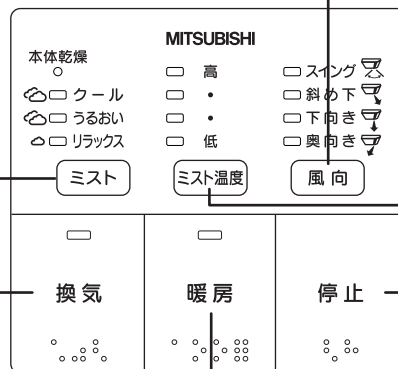 MITSUBISHI
本体乾燥
クール
うるおい
リラックス
ミスト
高
・
・
低
ミスト温度
スイング
斜め下
下向き
奥向き
風向
換気
暖房
停止